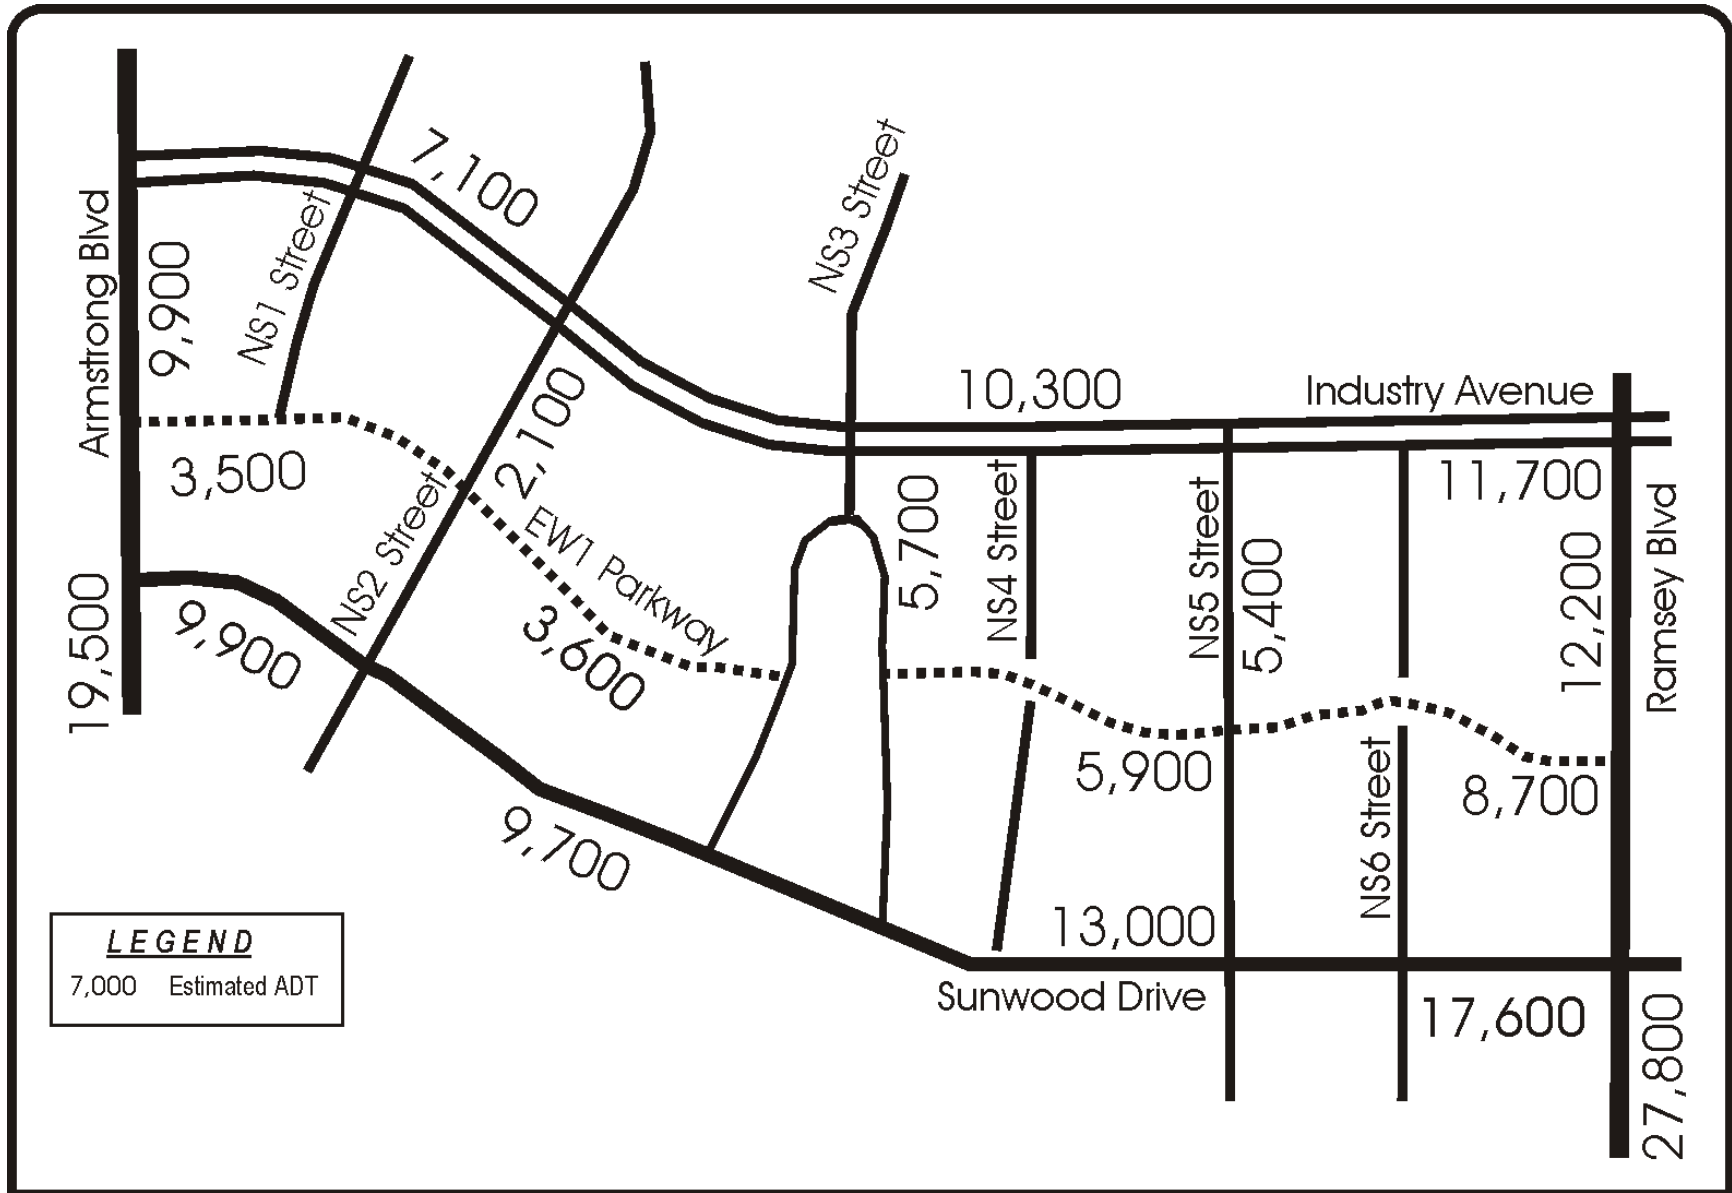 7,100
NS3 Street
Armstrong Blvd
9,900
NS1 Street
10,300
Industry Avenue
2,100
3,500
NS2 Street
EW1 Parkway
5,700
NS4 Street
NS5 Street
5,400
11,700
12,200
Ramsey Blvd
19,500
9,900
3,600
5,900
NS6 Street
8,700
9,700
13,000
Sunwood Drive
17,600
27,800
LEGEND
7,000 Estimated ADT